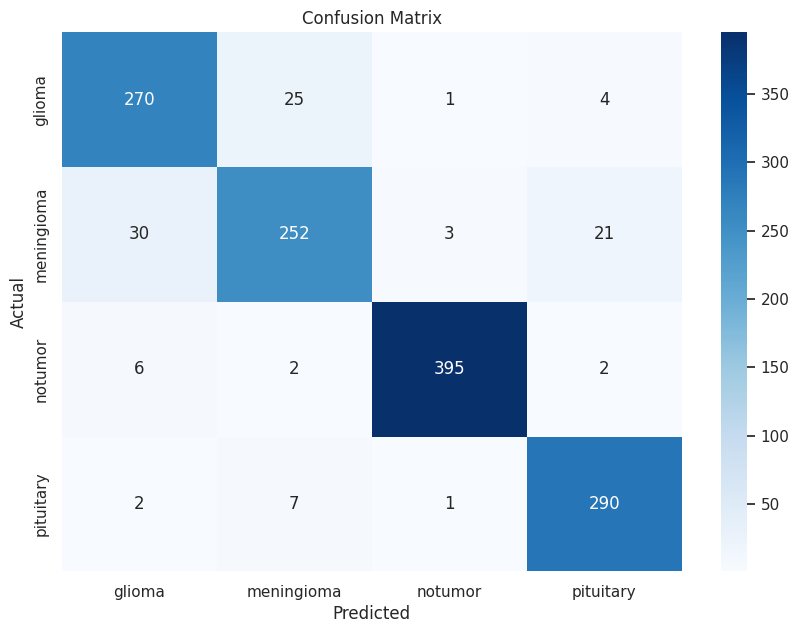 Confusion Matrix
glioma
270 25 1 4
meningioma
30 252 3 21
notumor
6 2 395 2
pituitary
2 7 1 290
Actual
glioma meningioma notumor pituitary
Predicted
350
300
250
200
150
100
50